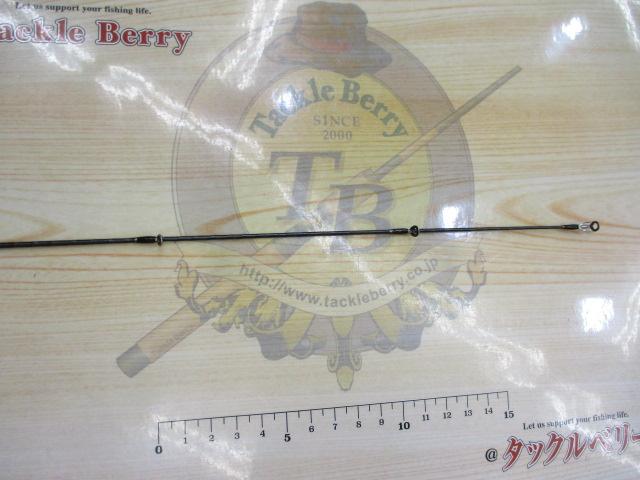 Let us support your fishing life.
ackle Berry
Tackle Berry
SINCE
2000
TB
http://www.tackleberry.co.jp
0 1 2 3 4 5 6 7 8 9 10 11 12 13 14 15
Let us support your fishing life.
@タックルベリー